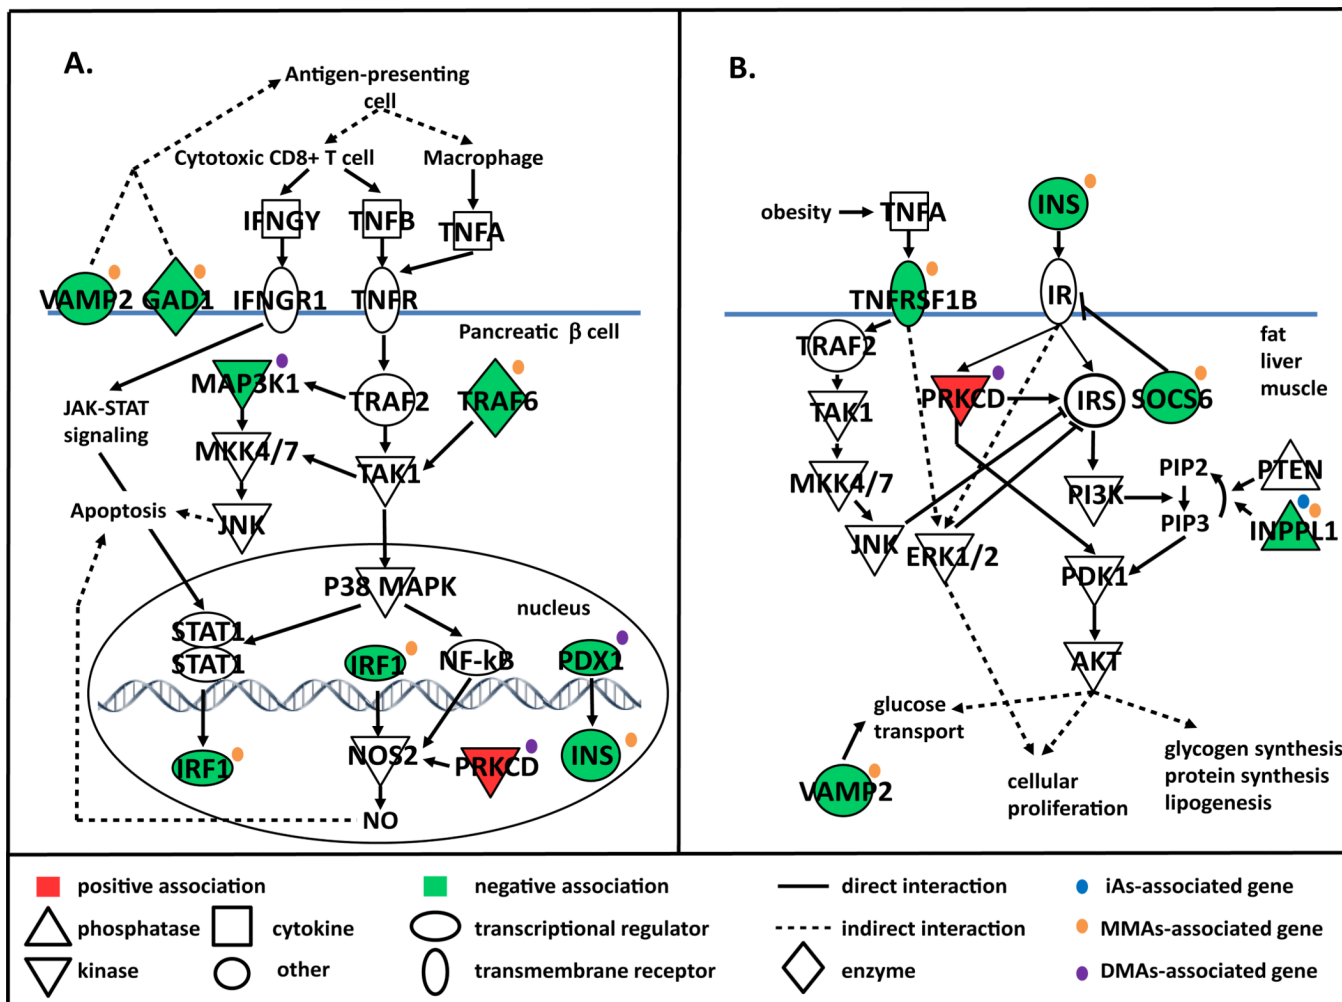 A.
Antigen-presenting
cell
Cytotoxic CD8+ T cell
Macrophage
IFNGY
TNFB
TNFA
VAMP2
GAD1
IFNGR1
TNFR
Pancreatic β cell
MAP3K1
TRAF2
TRAF6
JAK-STAT
signaling
MKK4/7
TAK1
Apoptosis
JNK
P38 MAPK
nucleus
STAT1
STAT1
IRF1
NF-kB
PDX1
IRF1
NOS2
PRKCD
INS
NO
B.
obesity
TNFA
INS
TNFRSF1B
IR
TRAF2
fat
liver
muscle
PRKCD
IRS
SOCS6
TAK1
MKK4/7
PI3K
PIP2
PTEN
PIP3
INPPL1
JNK
ERK1/2
PDK1
AKT
glucose
transport
glycogen synthesis
protein synthesis
lipogenesis
VAMP2
cellular
proliferation
positive association
negative association
direct interaction
iAs-associated gene
phosphatase
cytokine
transcriptional regulator
indirect interaction
MMAs-associated gene
kinase
other
transmembrane receptor
enzyme
DMAs-associated gene